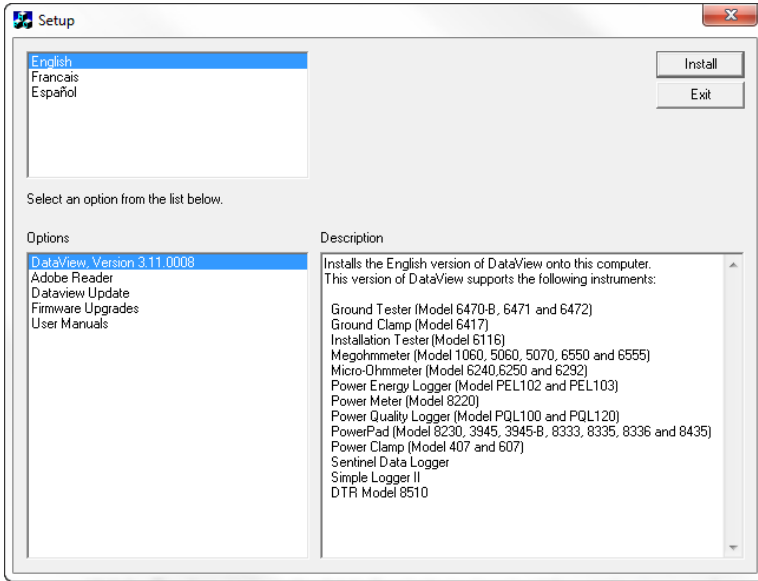 Setup
English
Francais
Español
Install
Exit
Select an option from the list below.
Options
Description
DataView, Version 3.11.0008
Adobe Reader
Dataview Update
Firmware Upgrades
User Manuals
Installs the English version of DataView onto this computer.
This version of DataView supports the following instruments:
Ground Tester (Model 6470-B, 6471 and 6472)
Ground Clamp (Model 6417)
Installation Tester (Model 6116)
Megohmmeter (Model 1060, 5060, 5070, 6550 and 6555)
Micro-Ohmmeter (Model 6240,6250 and 6292)
Power Energy Logger (Model PEL102 and PEL103)
Power Meter (Model 8220)
Power Quality Logger (Model PQL100 and PQL120)
PowerPad (Model 8230, 3945, 3945-B, 8333, 8335, 8336 and 8435)
Power Clamp (Model 407 and 607)
Sentinel Data Logger
Simple Logger II
DTR Model 8510